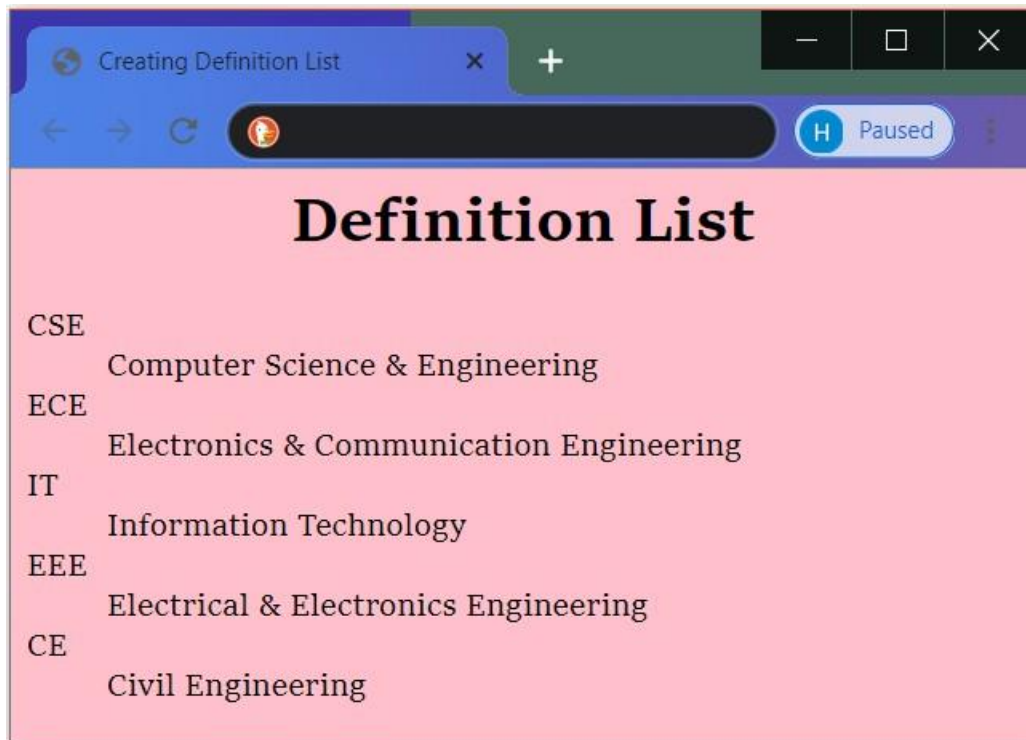 Creating Definition List
H Paused
Definition List
CSE
Computer Science & Engineering
ECE
Electronics & Communication Engineering
IT
Information Technology
EEE
Electrical & Electronics Engineering
CE
Civil Engineering